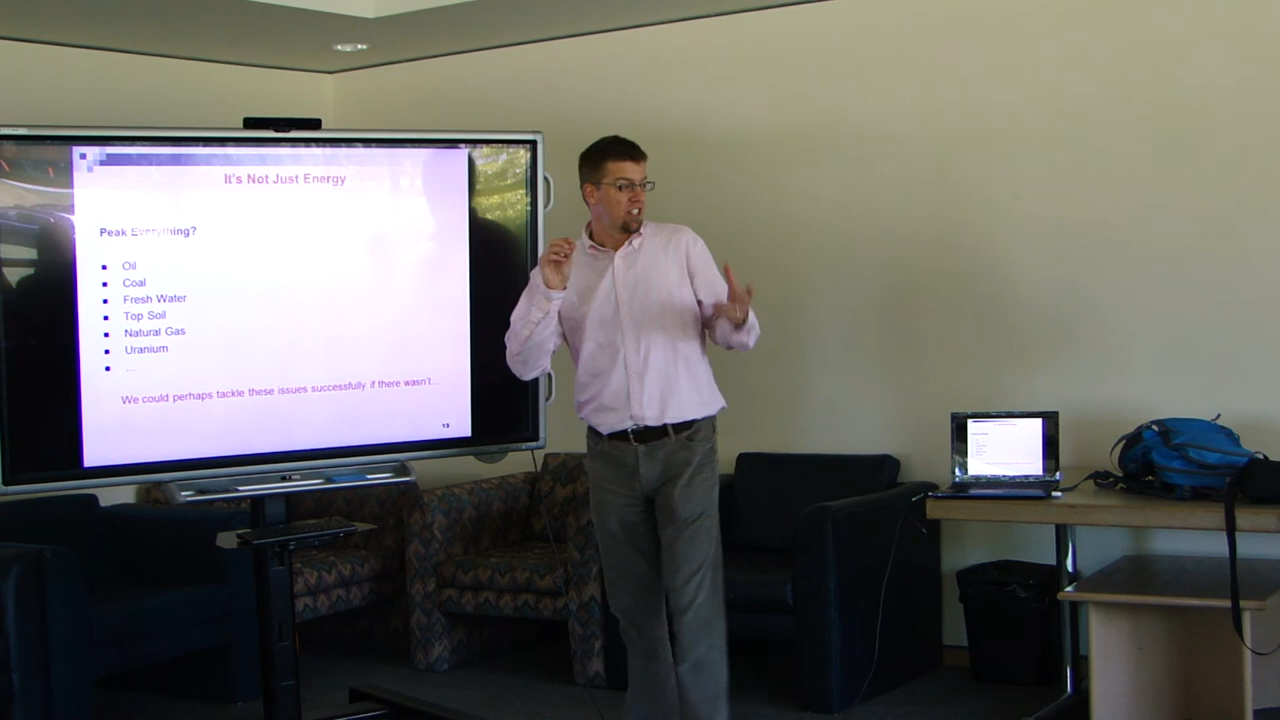 It's Not Just Energy
Peak Everything?
Oil
Coal
Fresh Water
Top Soil
Natural Gas
Uranium
...
We could perhaps tackle these issues successfully if there wasn't...
13